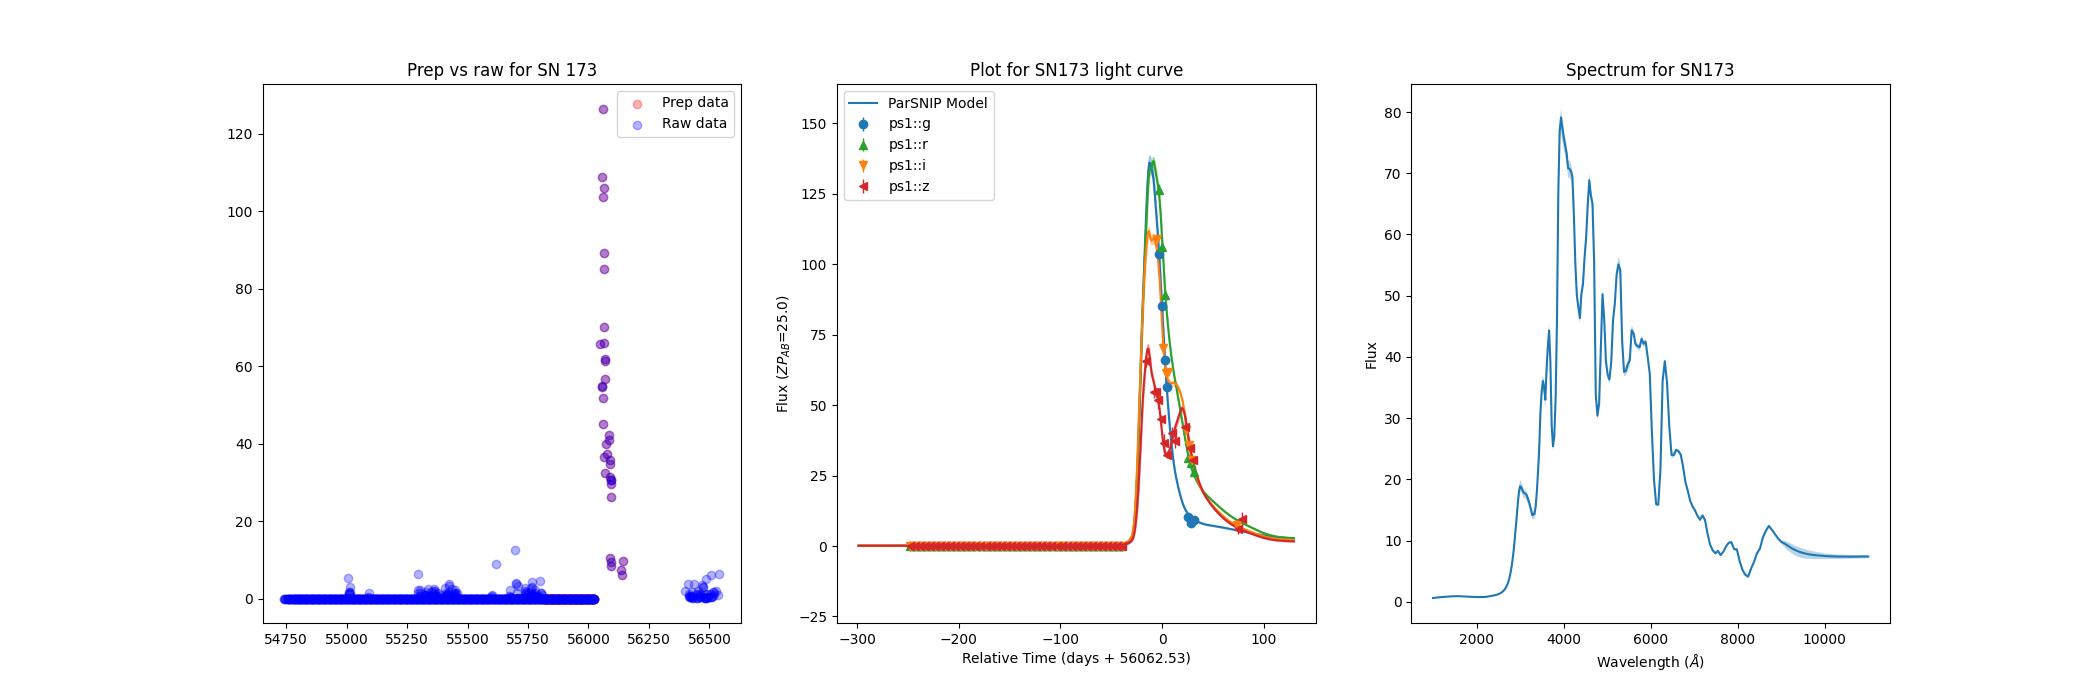 Prep vs raw for SN 173
Prep data
Raw data
120
100
80
60
40
20
0
54750 55000 55250 55500 55750 56000 56250 56500
Plot for SN173 light curve
ParSNIP Model
ps1::g
ps1::r
ps1::i
ps1::z
Flux (ZP_AB=25.0)
150
125
100
75
50
25
0
−25
−300 −200 −100 0 100
Relative Time (days + 56062.53)
Spectrum for SN173
Flux
80
70
60
50
40
30
20
10
0
2000 4000 6000 8000 10000
Wavelength (Å)